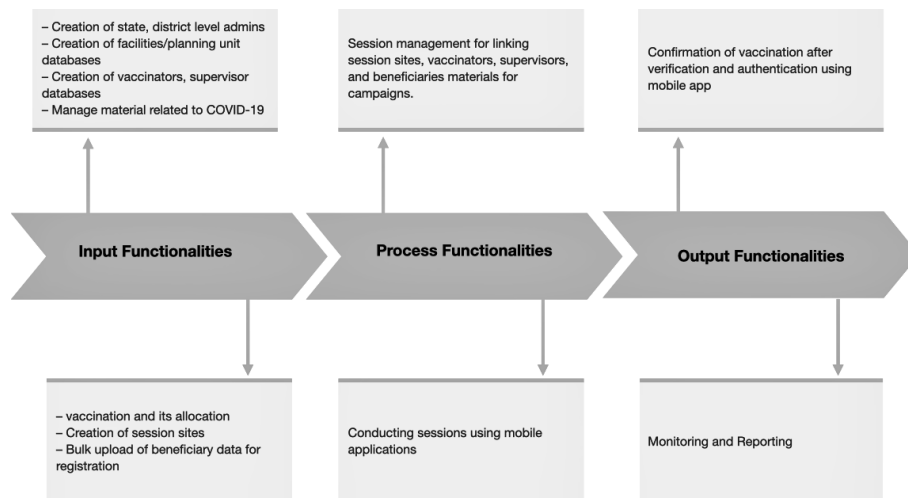 – Creation of state, district level admins
– Creation of facilities/planning unit
databases
– Creation of vaccinators, supervisor
databases
– Manage material related to COVID-19
Session management for linking
session sites, vaccinators, supervisors,
and beneficiaries materials for
campaigns.
Confirmation of vaccination after
verification and authentication using
mobile app
Input Functionalities
Process Functionalities
Output Functionalities
– vaccination and its allocation
– Creation of session sites
– Bulk upload of beneficiary data for
registration
Conducting sessions using mobile
applications
Monitoring and Reporting